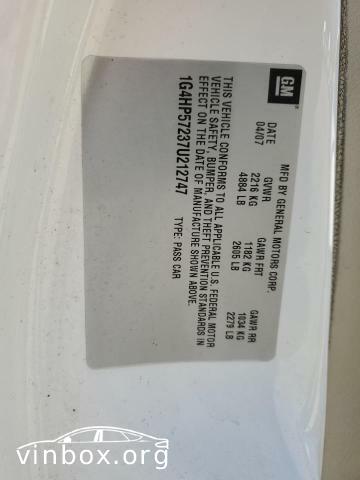 GM
MFD BY GENERAL MOTORS CORP.
DATE GVWR GAWR FRT GAWR RR
04/07 2216 KG 1182 KG 1034 KG
4884 LB 2605 LB 2279 LB
THIS VEHICLE CONFORMS TO ALL APPLICABLE U.S. FEDERAL MOTOR
VEHICLE SAFETY, BUMPER, AND THEFT PREVENTION STANDARDS IN
EFFECT ON THE DATE OF MANUFACTURE SHOWN ABOVE.
1G4HP57237U212747 TYPE: PASS CAR
vinbox.org